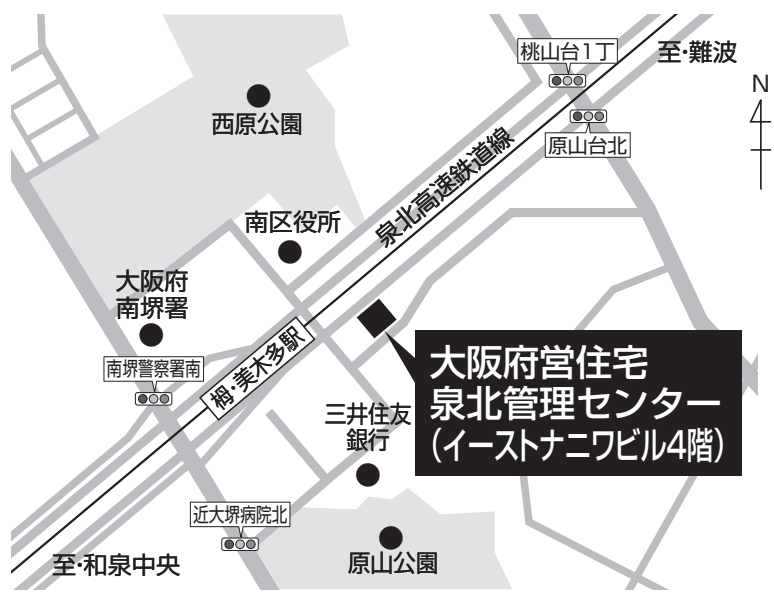 桃山台1丁
至・難波
N
西原公園
原山台北
泉北高速鉄道線
南区役所
大阪府
南堺署
南堺警察署南
栂・美木多駅
大阪府営住宅
泉北管理センター
(イーストナニワビル4階)
三井住友
銀行
近大堺病院北
原山公園
至・和泉中央